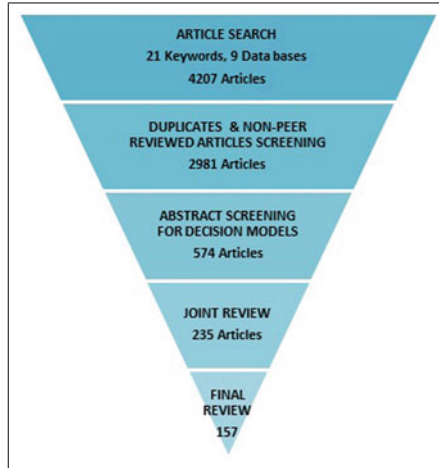 ARTICLE SEARCH
21 Keywords, 9 Data bases
4207 Articles
DUPLICATES & NON-PEER
REVIEWED ARTICLES SCREENING
2981 Articles
ABSTRACT SCREENING
FOR DECISION MODELS
574 Articles
JOINT REVIEW
235 Articles
FINAL
REVIEW
157